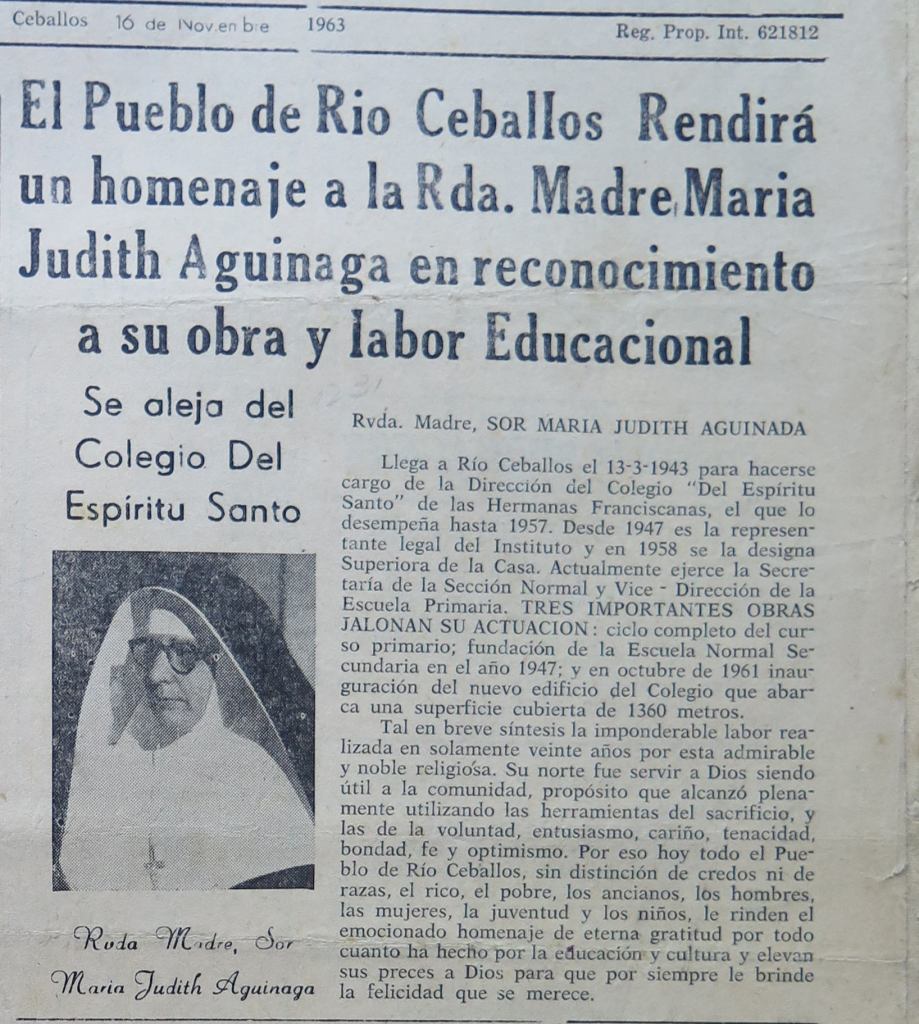 Ceballos 16 de Noviembre 1963 Reg. Prop. Int. 621812
El Pueblo de Rio Ceballos Rendirá
un homenaje a la Rda. Madre Maria
Judith Aguinaga en reconocimiento
a su obra y labor Educacional
Se aleja del
Colegio Del
Espíritu Santo
Rvda Madre, Sor
Maria Judith Aguinaga
Rvda. Madre, SOR MARIA JUDITH AGUINADA
Llega a Río Ceballos el 13-3-1943 para hacerse
cargo de la Dirección del Colegio "Del Espíritu
Santo" de las Hermanas Franciscanas, el que lo
desempeña hasta 1957. Desde 1947 es la represen-
tante legal del Instituto y en 1958 se la designa
Superiora de la Casa. Actualmente ejerce la Secre-
taría de la Sección Normal y Vice - Dirección de la
Escuela Primaria. TRES IMPORTANTES OBRAS
JALONAN SU ACTUACION: ciclo completo del cur-
so primario; fundación de la Escuela Normal Se-
cundaria en el año 1947; y en octubre de 1961 inau-
guración del nuevo edificio del Colegio que abar-
ca una superficie cubierta de 1360 metros.
Tal en breve síntesis la imponderable labor rea-
lizada en solamente veinte años por esta admirable
y noble religiosa. Su norte fue servir a Dios siendo
útil a la comunidad, propósito que alcanzó plena-
mente utilizando las herramientas del sacrificio, y
las de la voluntad, entusiasmo, cariño, tenacidad,
bondad, fe y optimismo. Por eso hoy todo el Pue-
blo de Río Ceballos, sin distinción de credos ni de
razas, el rico, el pobre, los ancianos, los hombres,
las mujeres, la juventud y los niños, le rinden el
emocionado homenaje de eterna gratitud por todo
cuanto ha hecho por la educación y cultura y elevan
sus preces a Dios para que por siempre le brinde
la felicidad que se merece.